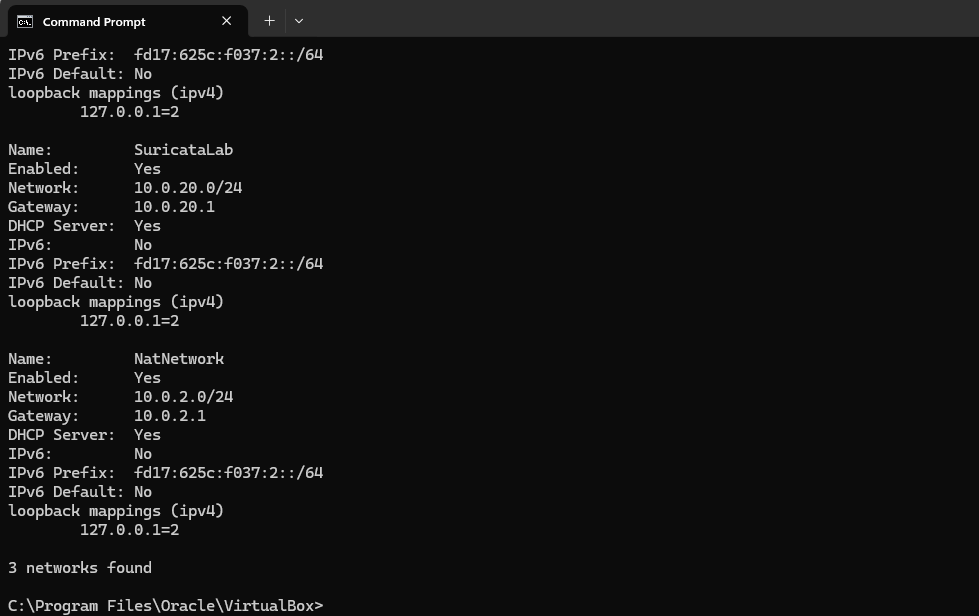 Command Prompt
IPv6 Prefix:  fd17:625c:f037:2::/64
IPv6 Default: No
loopback mappings (ipv4)
        127.0.0.1=2

Name:         SuricataLab
Enabled:      Yes
Network:      10.0.20.0/24
Gateway:      10.0.20.1
DHCP Server:  Yes
IPv6:         No
IPv6 Prefix:  fd17:625c:f037:2::/64
IPv6 Default: No
loopback mappings (ipv4)
        127.0.0.1=2

Name:         NatNetwork
Enabled:      Yes
Network:      10.0.2.0/24
Gateway:      10.0.2.1
DHCP Server:  Yes
IPv6:         No
IPv6 Prefix:  fd17:625c:f037:2::/64
IPv6 Default: No
loopback mappings (ipv4)
        127.0.0.1=2

3 networks found

C:\Program Files\Oracle\VirtualBox>